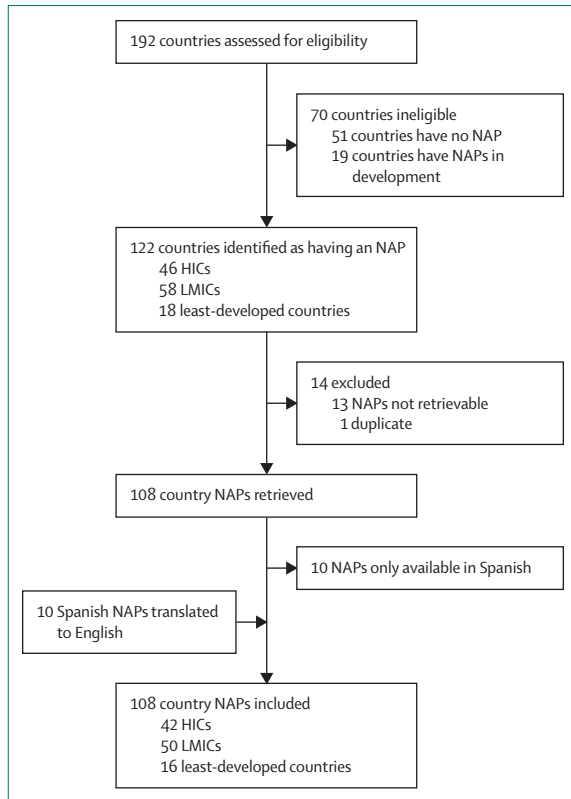 192 countries assessed for eligibility
70 countries ineligible
51 countries have no NAP
19 countries have NAPs in
development
122 countries identified as having an NAP
46 HICs
58 LMICs
18 least-developed countries
14 excluded
13 NAPs not retrievable
1 duplicate
108 country NAPs retrieved
10 NAPs only available in Spanish
10 Spanish NAPs translated
to English
108 country NAPs included
42 HICs
50 LMICs
16 least-developed countries